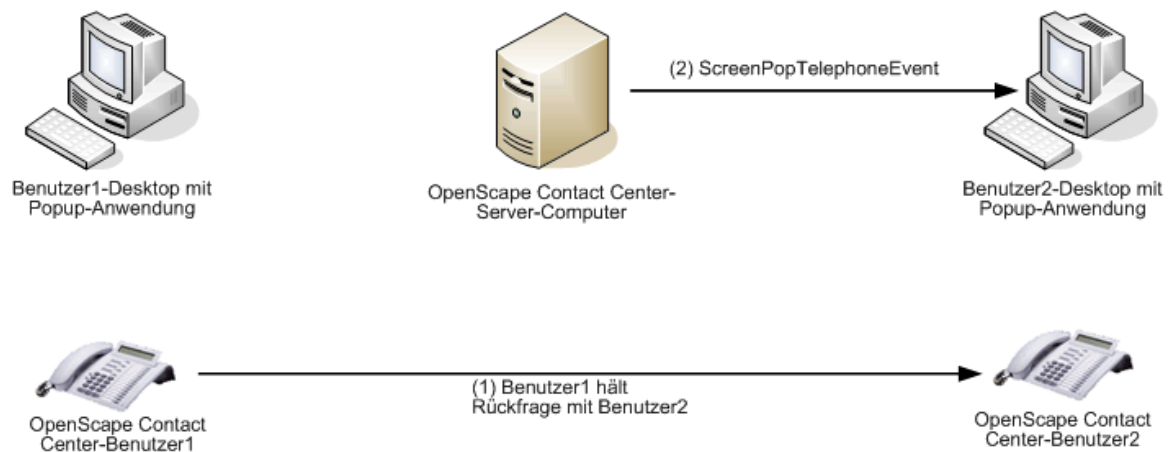 (2) ScreenPopTelephoneEvent
Benutzer1-Desktop mit
Popup-Anwendung
OpenScape Contact Center-
Server-Computer
Benutzer2-Desktop mit
Popup-Anwendung
(1) Benutzer1 hält
Rückfrage mit Benutzer2
OpenScape Contact
Center-Benutzer1
OpenScape Contact
Center-Benutzer2